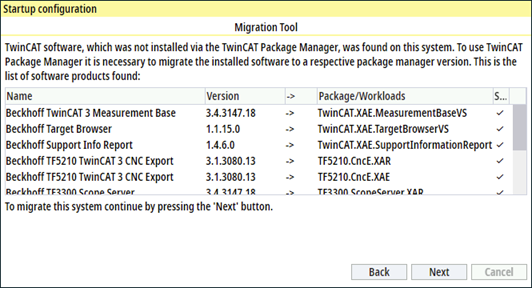 Startup configuration
Migration Tool
TwinCAT software, which was not installed via the TwinCAT Package Manager, was found on this system. To use TwinCAT
Package Manager it is necessary to migrate the installed software to a respective package manager version. This is the
list of software products found:
Name Version -> Package/Workloads S...
Beckhoff TwinCAT 3 Measurement Base 3.4.3147.18 -> TwinCAT.XAE.MeasurementBaseVS ✓
Beckhoff Target Browser 1.1.15.0 -> TwinCAT.XAE.TargetBrowserVS ✓
Beckhoff Support Info Report 1.4.6.0 -> TwinCAT.XAE.SupportInformationReport ✓
Beckhoff TF5210 TwinCAT 3 CNC Export 3.1.3080.13 -> TF5210.CncE.XAR ✓
Beckhoff TF5210 TwinCAT 3 CNC Export 3.1.3080.13 -> TF5210.CncE.XAE ✓
Beckhoff TF3300 Scope Server 3.4.3147.18 -> TF3300.ScopeServer.XAR ✓
To migrate this system continue by pressing the 'Next' button.
Back Next Cancel